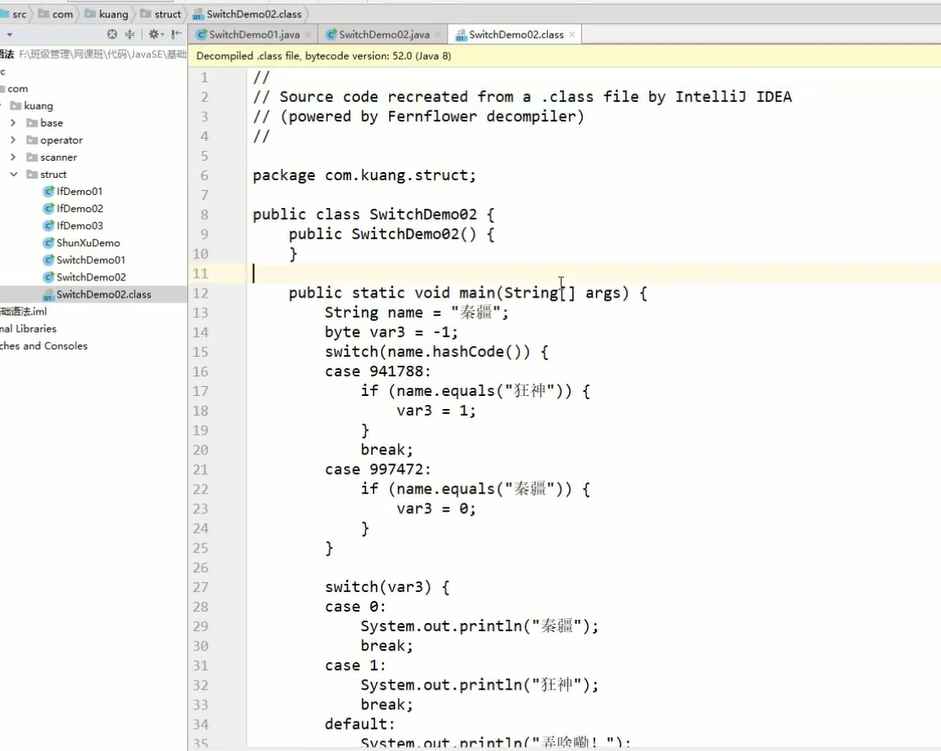 src com kuang struct SwitchDemo02.class
SwitchDemo01.java SwitchDemo02.java SwitchDemo02.class
语法 F:\班级管理\网课班\代码\JavaSE\基础
com
kuang
base
operator
scanner
struct
IfDemo01
IfDemo02
IfDemo03
ShunXuDemo
SwitchDemo01
SwitchDemo02
SwitchDemo02.class
础语法.iml
nal Libraries
ches and Consoles
Decompiled .class file, bytecode version: 52.0 (Java 8)
1 //
2 // Source code recreated from a .class file by IntelliJ IDEA
3 // (powered by Fernflower decompiler)
4 //
5
6 package com.kuang.struct;
7
8 public class SwitchDemo02 {
9 public SwitchDemo02() {
10 }
11
12 public static void main(String[] args) {
13 String name = "秦疆";
14 byte var3 = -1;
15 switch(name.hashCode()) {
16 case 941788:
17 if (name.equals("狂神")) {
18 var3 = 1;
19 }
20 break;
21 case 997472:
22 if (name.equals("秦疆")) {
23 var3 = 0;
24 }
25 }
26
27 switch(var3) {
28 case 0:
29 System.out.println("秦疆");
30 break;
31 case 1:
32 System.out.println("狂神");
33 break;
34 default:
35 System.out.println("弄啥嘞！");